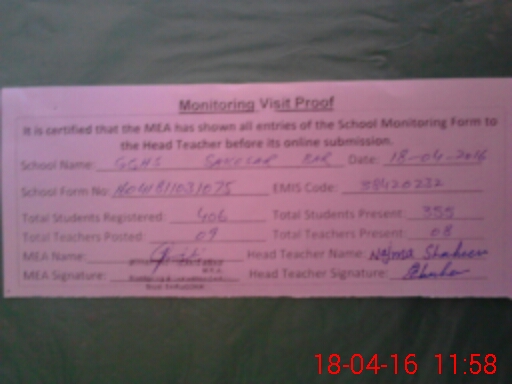 Monitoring Visit Proof
It is certified that the MEA has shown all entries of the School Monitoring Form to
the Head Teacher before its online submission.
School Name: GGHS Date: 18-04-2016
School Form No: EMIS Code: 38420232
Total Students Registered: 406 Total Students Present: 355
Total Teachers Posted: 09 Total Teachers Present: 08
MEA Name: Head Teacher Name: Najma Shaheen
MEA Signature: Head Teacher Signature:
18-04-16 11:58